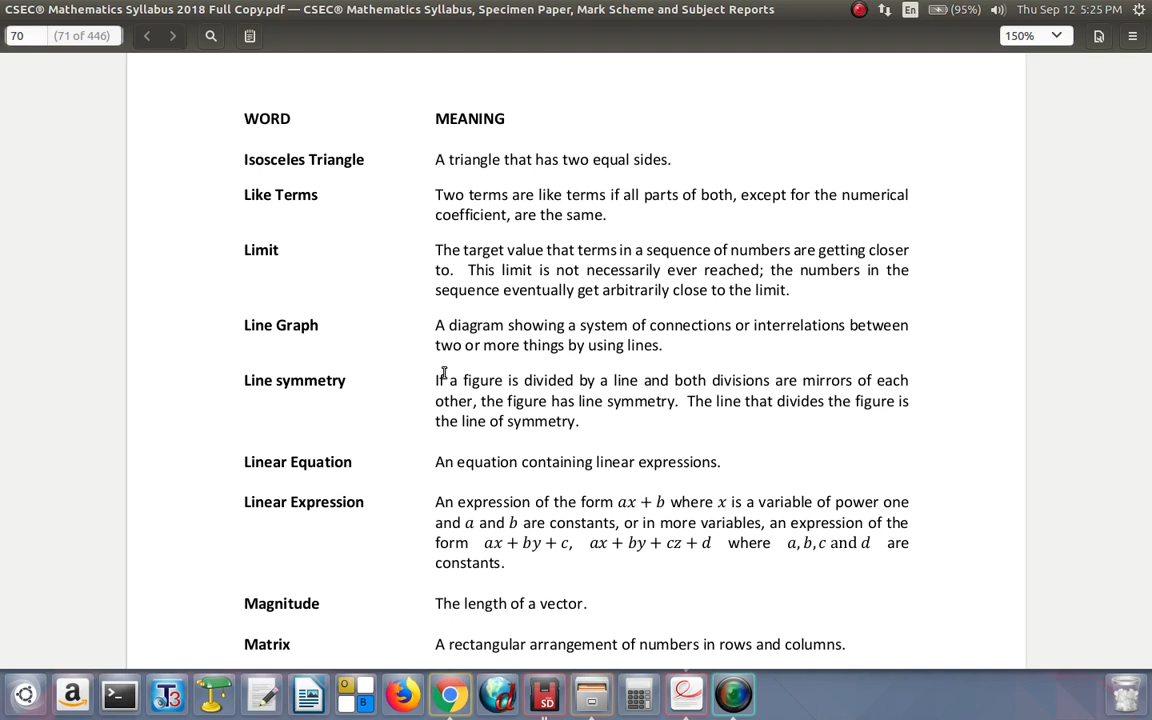 CSEC® Mathematics Syllabus 2018 Full Copy.pdf — CSEC® Mathematics Syllabus, Specimen Paper, Mark Scheme and Subject Reports En (95%) Thu Sep 12 5:25 PM
70 (71 of 446) 150%
WORD MEANING
Isosceles Triangle A triangle that has two equal sides.
Like Terms Two terms are like terms if all parts of both, except for the numerical
coefficient, are the same.
Limit The target value that terms in a sequence of numbers are getting closer
to. This limit is not necessarily ever reached; the numbers in the
sequence eventually get arbitrarily close to the limit.
Line Graph A diagram showing a system of connections or interrelations between
two or more things by using lines.
Line symmetry If a figure is divided by a line and both divisions are mirrors of each
other, the figure has line symmetry. The line that divides the figure is
the line of symmetry.
Linear Equation An equation containing linear expressions.
Linear Expression An expression of the form ax + b where x is a variable of power one
and a and b are constants, or in more variables, an expression of the
form ax + by + c, ax + by + cz + d where a, b, c and d are
constants.
Magnitude The length of a vector.
Matrix A rectangular arrangement of numbers in rows and columns.
a T3 O B d SD